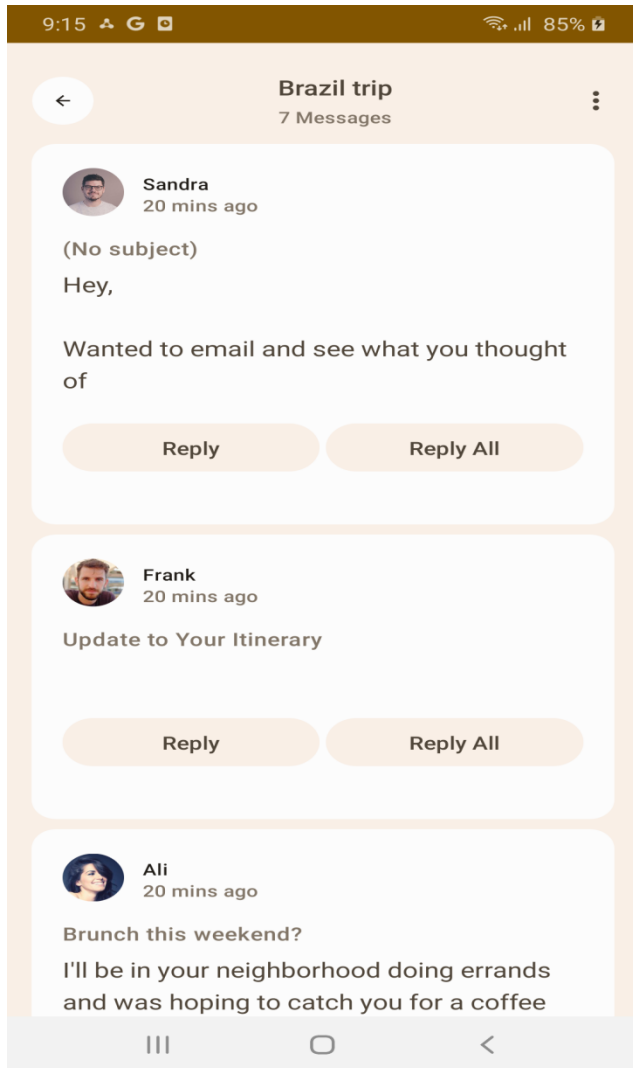 9:15 G
85%
Brazil trip
7 Messages
Sandra
20 mins ago
(No subject)
Hey,
Wanted to email and see what you thought
of
Reply
Reply All
Frank
20 mins ago
Update to Your Itinerary
Reply
Reply All
Ali
20 mins ago
Brunch this weekend?
I'll be in your neighborhood doing errands
and was hoping to catch you for a coffee